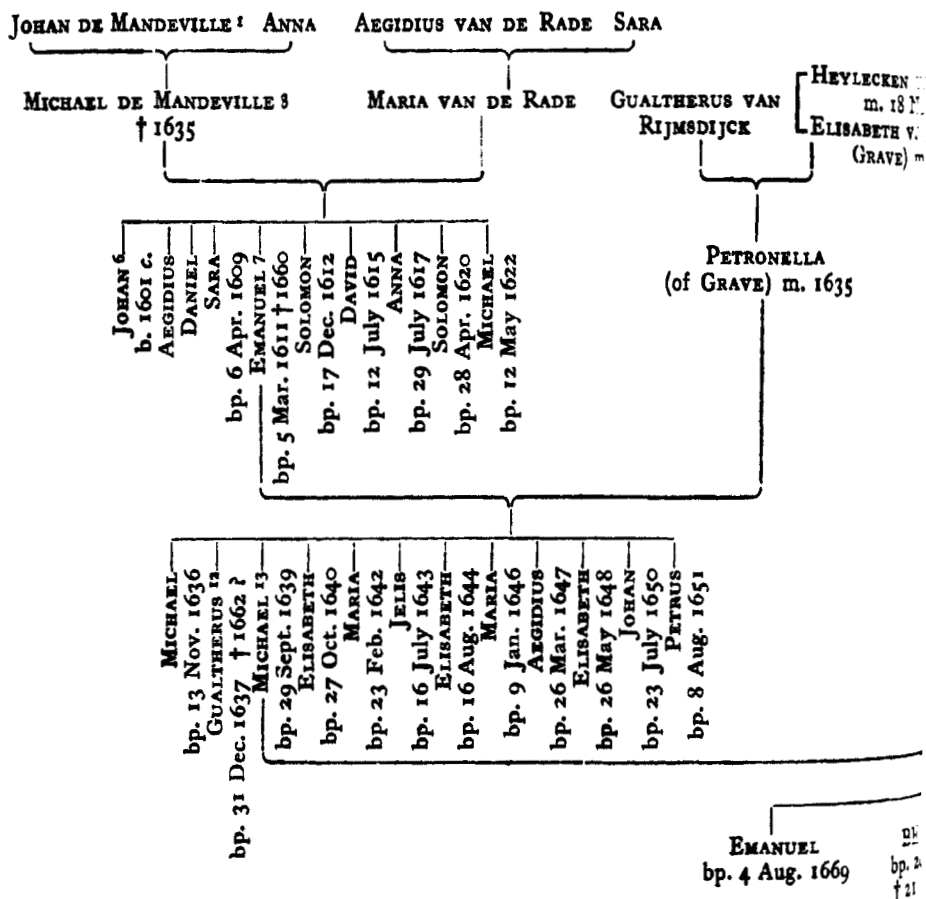 JOHAN DE MANDEVILLE 1 ANNA
AEGIDIUS VAN DE RADE SARA
MICHAEL DE MANDEVILLE 3
† 1635
MARIA VAN DE RADE
GUALTHERUS VAN
RIJMSDIJCK
HEYLECKEN
m. 18
ELISABETH
GRAVE) m
JOHAN 6
b. 1601 c.
AEGIDIUS
DANIEL
SARA
bp. 6 Apr. 1609
EMANUEL 7
bp. 5 Mar. 1611 † 1660
SOLOMON
bp. 17 Dec. 1612
DAVID
bp. 12 July 1615
ANNA
bp. 29 July 1617
SOLOMON
bp. 28 Apr. 1620
MICHAEL
bp. 12 May 1622
PETRONELLA
(of GRAVE) m. 1635
MICHAEL
bp. 13 Nov. 1636
GUALTHERUS 12
bp. 31 Dec. 1637 † 1662 ?
MICHAEL 13
bp. 29 Sept. 1639
ELISABETH
bp. 27 Oct. 1640
MARIA
bp. 23 Feb. 1642
JELIS
bp. 16 July 1643
ELISABETH
bp. 16 Aug. 1644
MARIA
bp. 9 Jan. 1646
AEGIDIUS
bp. 26 Mar. 1647
ELISABETH
bp. 26 May 1648
JOHAN
bp. 23 July 1650
PETRUS
bp. 8 Aug. 1651
EMANUEL
bp. 4 Aug. 1669
bp.
† 21